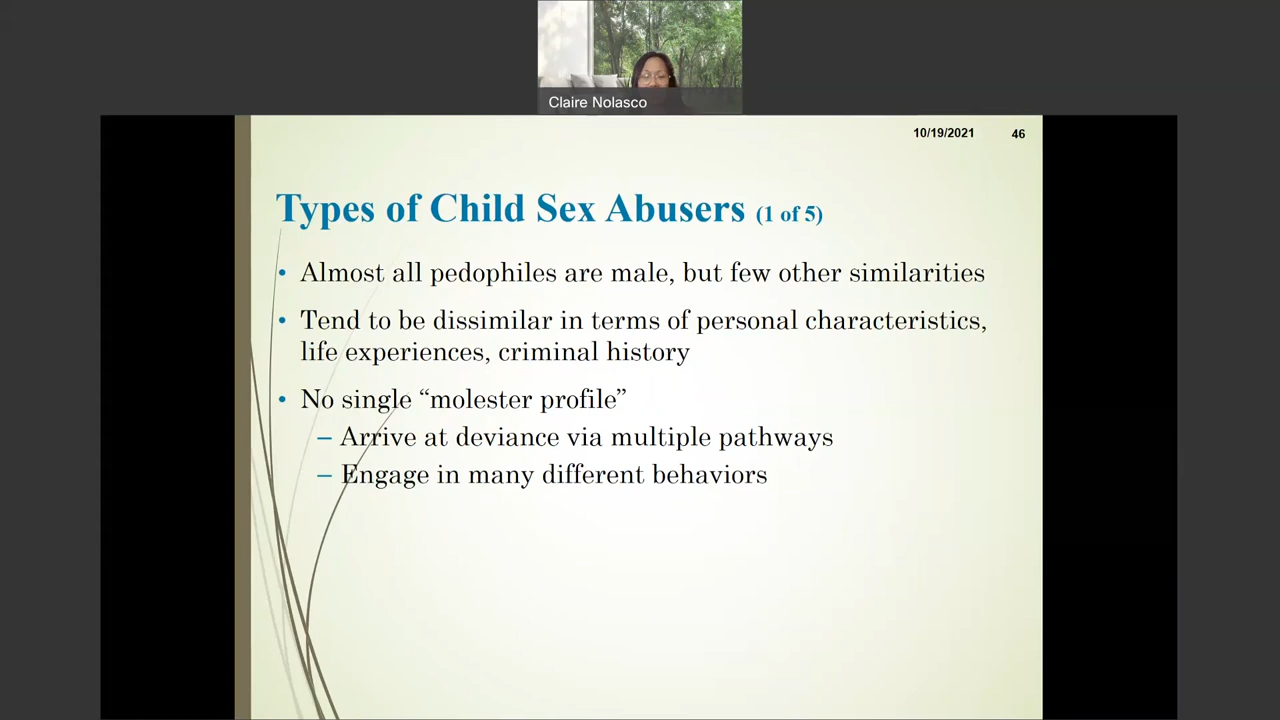 Claire Nolasco
10/19/2021 46
Types of Child Sex Abusers (1 of 5)
• Almost all pedophiles are male, but few other similarities
• Tend to be dissimilar in terms of personal characteristics,
life experiences, criminal history
• No single “molester profile”
– Arrive at deviance via multiple pathways
– Engage in many different behaviors